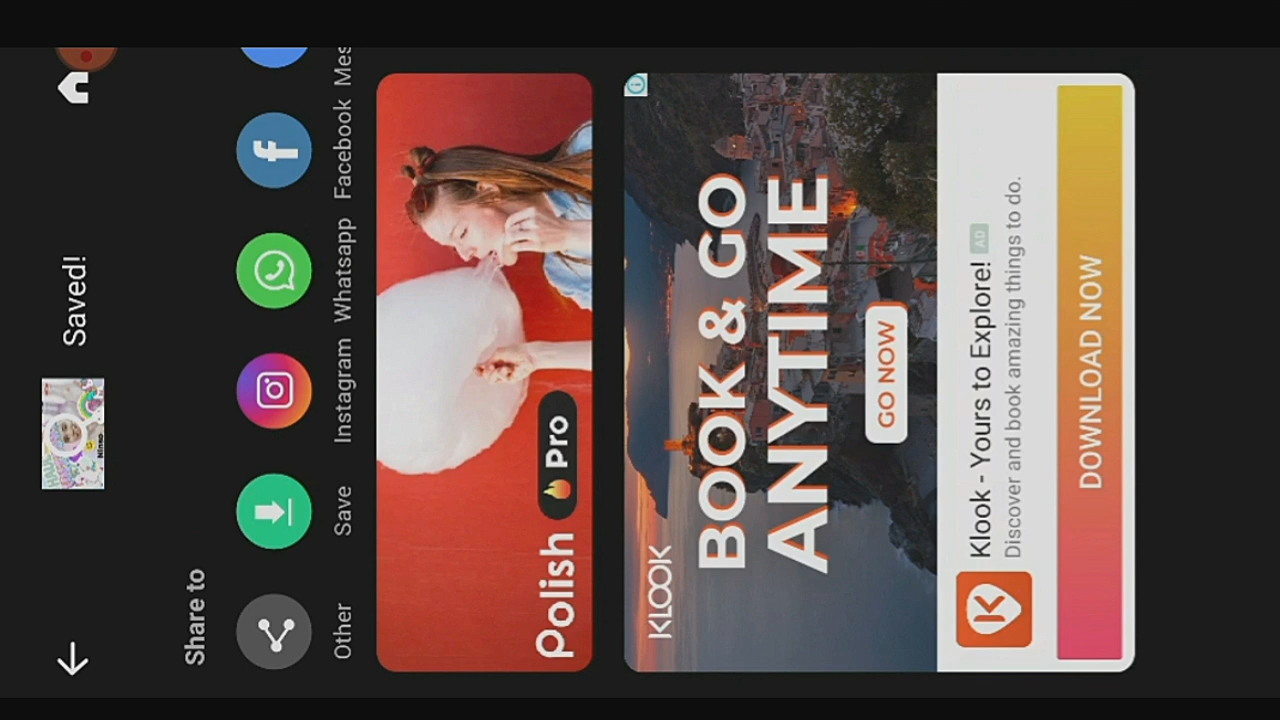 Saved!
Share to
Other
Save
Instagram
Whatsapp
Facebook
Polish
Pro
KLOOK
BOOK & GO
ANYTIME
GO NOW
Klook - Yours to Explore! AD
Discover and book amazing things to do.
DOWNLOAD NOW